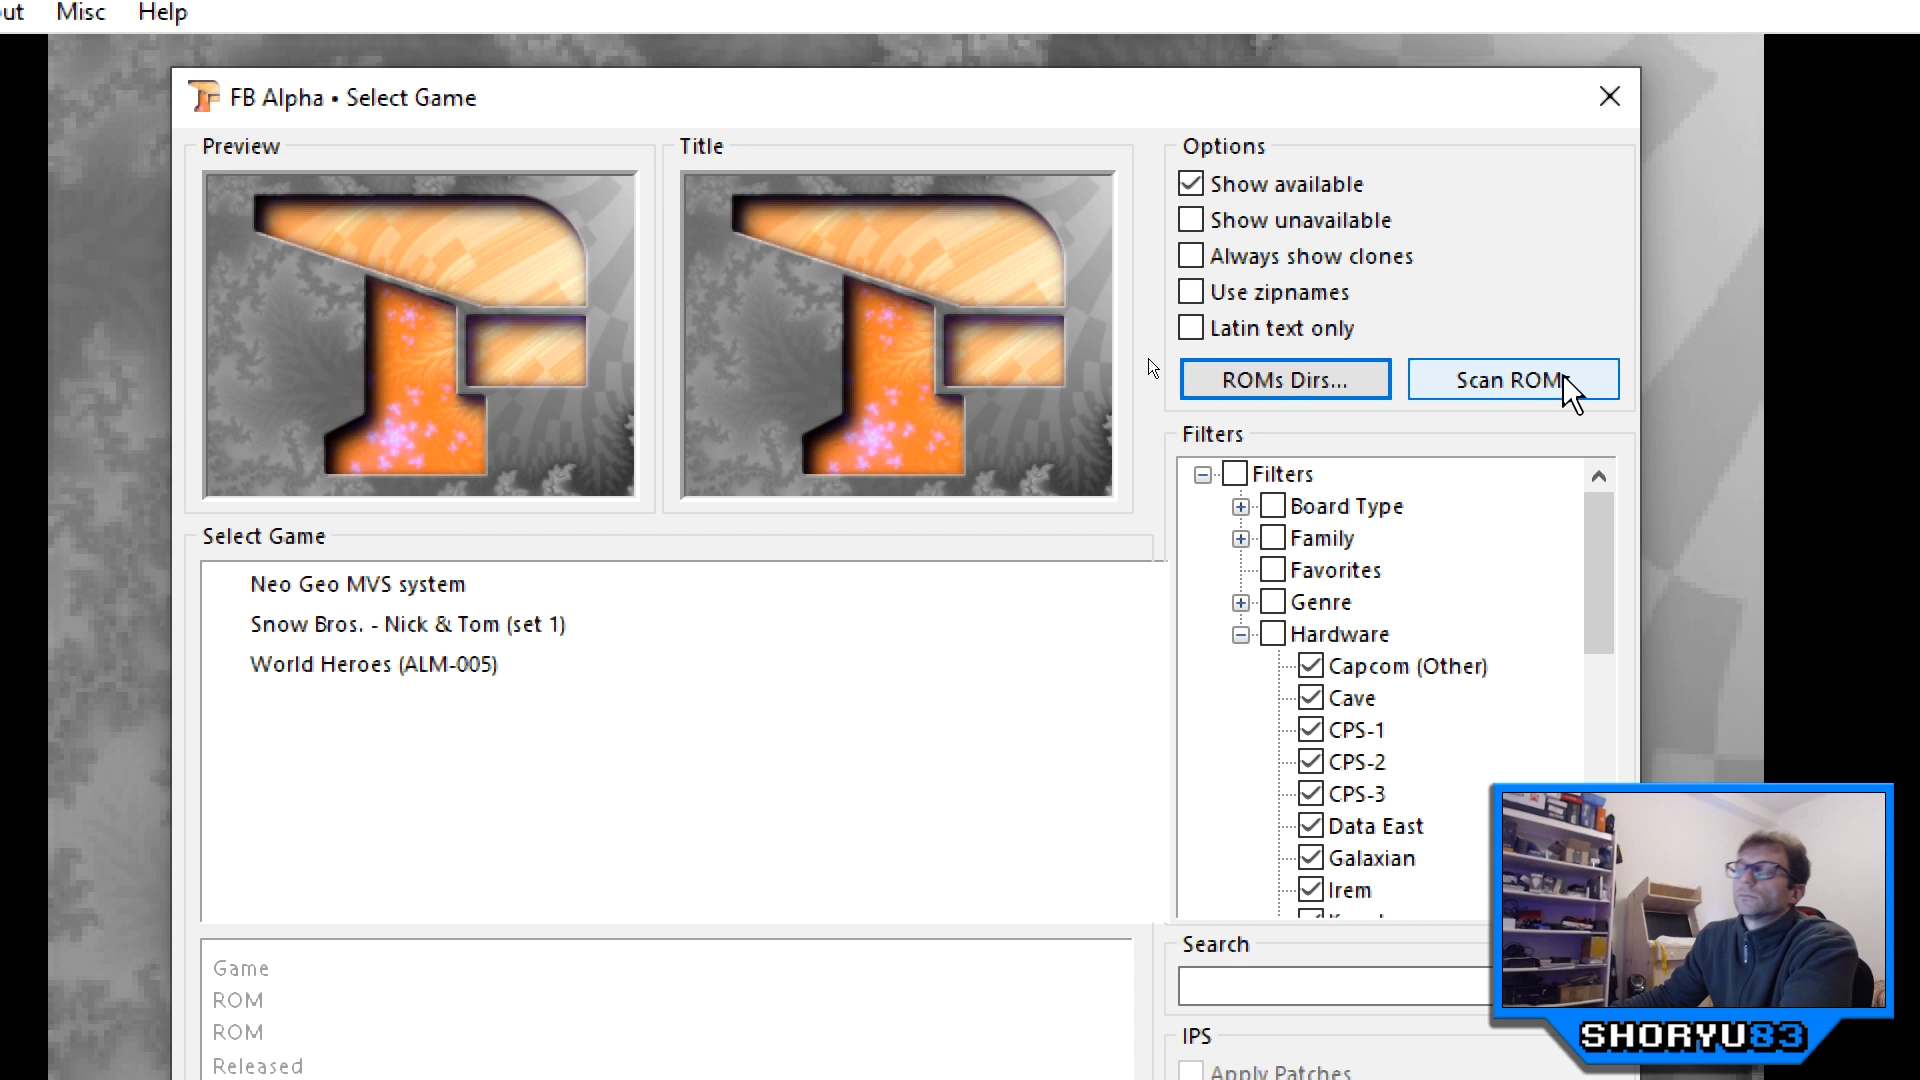 Misc Help
FB Alpha • Select Game
Preview
Title
Options
Show available
Show unavailable
Always show clones
Use zipnames
Latin text only
ROMs Dirs...
Scan
Filters
Filters
Board Type
Family
Favorites
Genre
Hardware
Capcom (Other)
Cave
CPS-1
CPS-2
CPS-3
Data East
Galaxian
Irem
Select Game
Neo Geo MVS system
Snow Bros. - Nick & Tom (set 1)
World Heroes (ALM-005)
Game
ROM
ROM
Released
Search
IPS
Apply Patches
SHORYU83